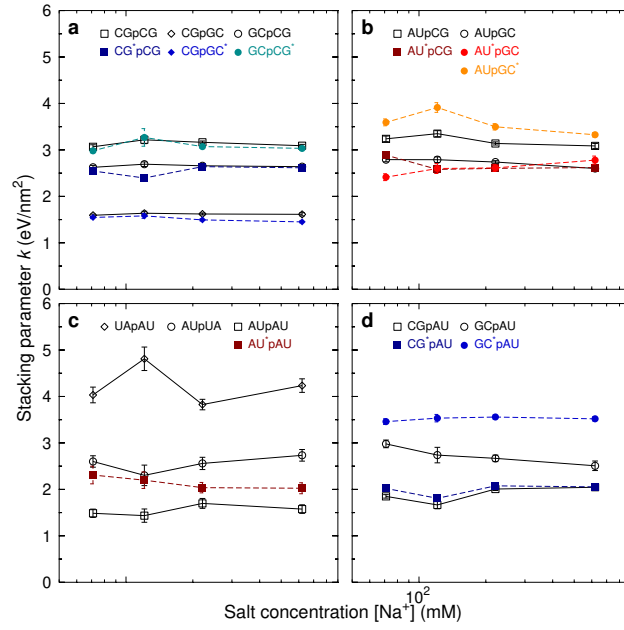 a CGpCG CGpGC GCpCG
CG*pCG CGpGC* GCpCG*
b AUpCG AUpGC
AU*pCG AU*pGC
AUpGC*
6
5
4
3
2
1
0
c UApAU AUpUA AUpAU
AU*pAU
d CGpAU GCpAU
CG*pAU GC*pAU
6
5
4
3
2
1
0
10²
Stacking parameter k (eV/nm²)
Salt concentration [Na⁺] (mM)